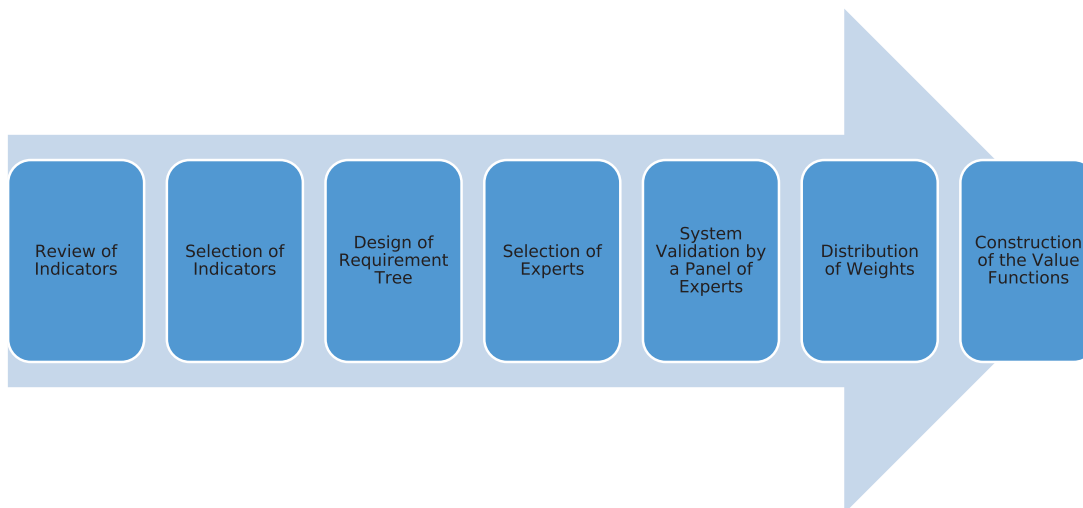 Review of
Indicators
Selection of
Indicators
Design of
Requirement
Tree
Selection of
Experts
System
Validation by
a Panel of
Experts
Distribution
of Weights
Construction
of the Value
Functions